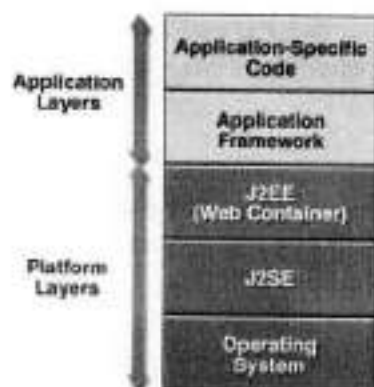 Application-Specific
Code
Application
Layers
Application
Framework
J2EE
(Web Container)
Platform
Layers
J2SE
Operating
System